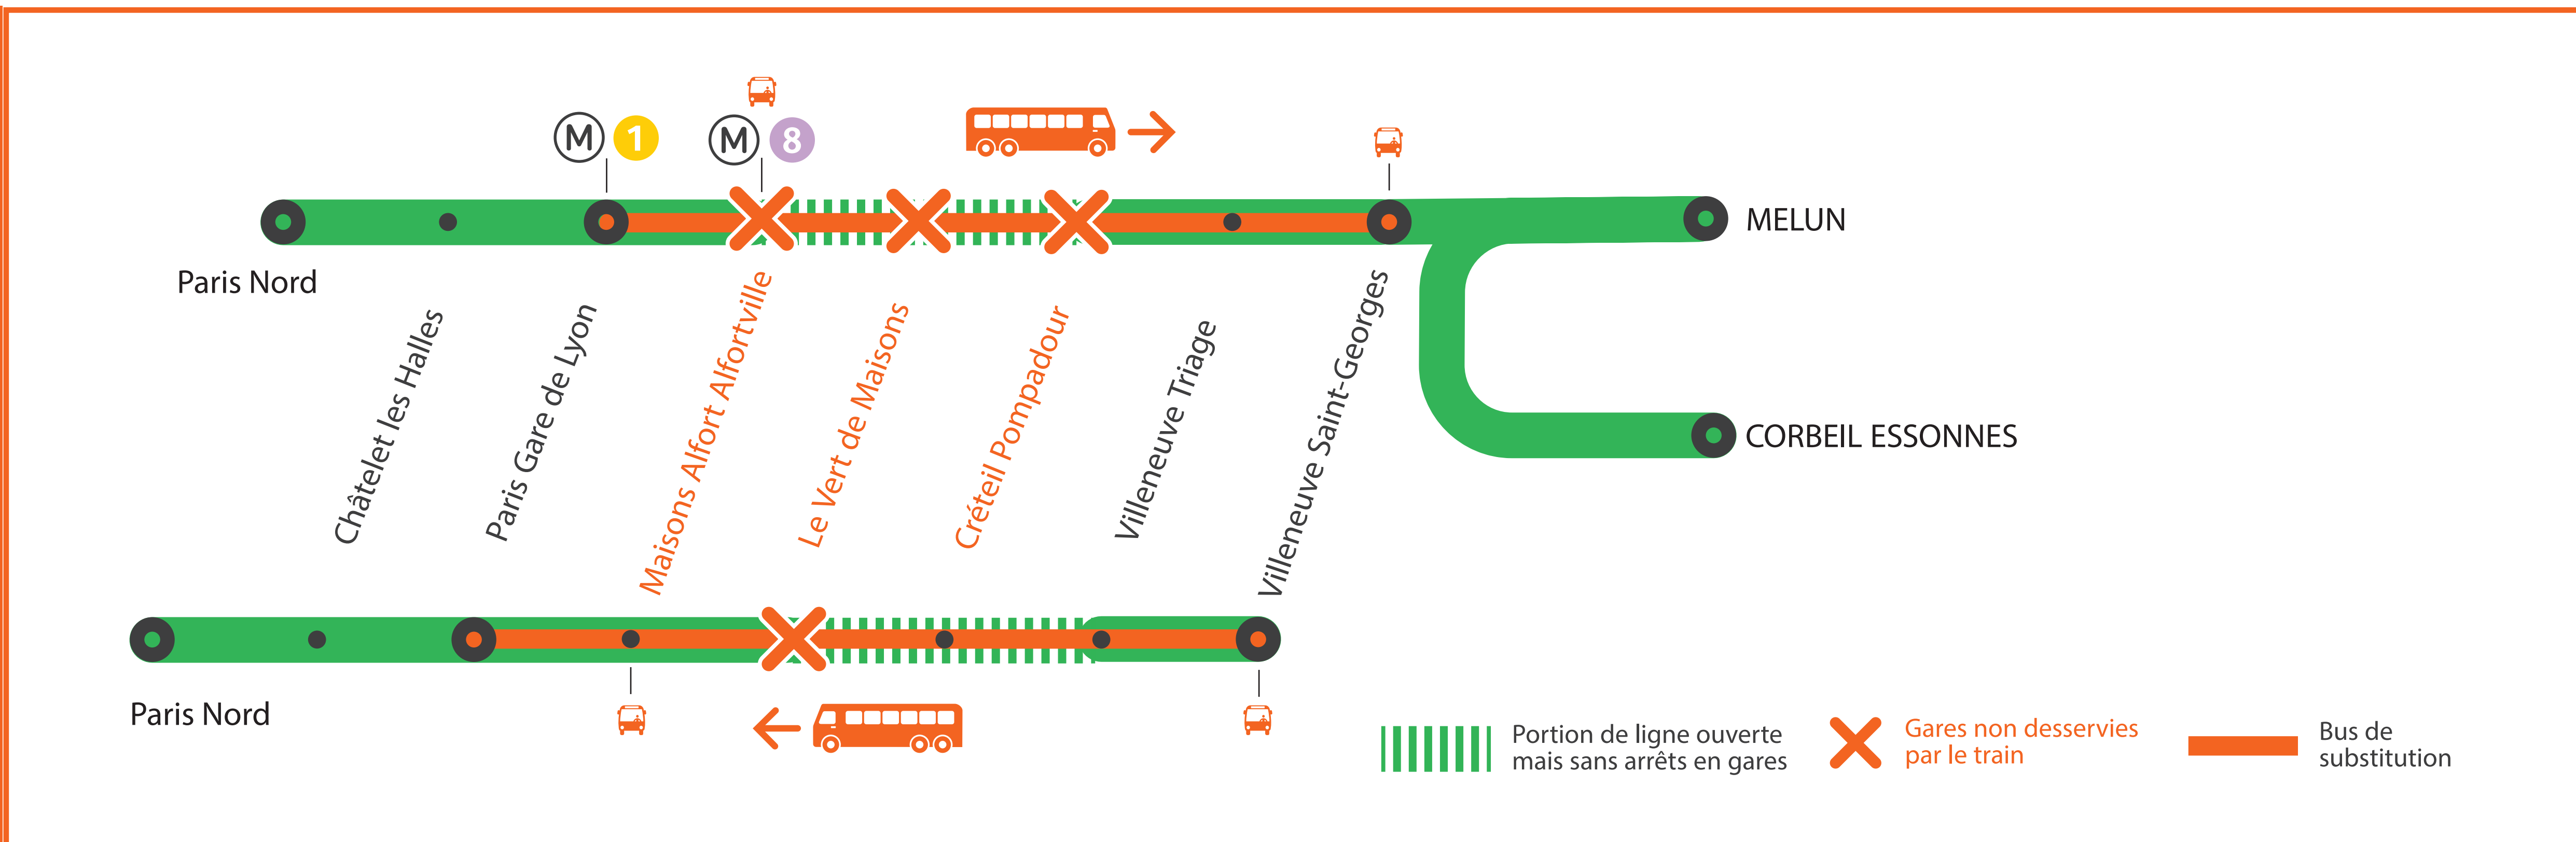 M 1
M 8
MELUN
Paris Nord
Châtelet les Halles
Paris Gare de Lyon
Maisons Alfort Alfortville
Le Vert de Maisons
Créteil Pompadour
Villeneuve Triage
Villeneuve Saint-Georges
CORBEIL ESSONNES
Paris Nord
Portion de ligne ouverte
mais sans arrêts en gares
Gares non desservies
par le train
Bus de
substitution